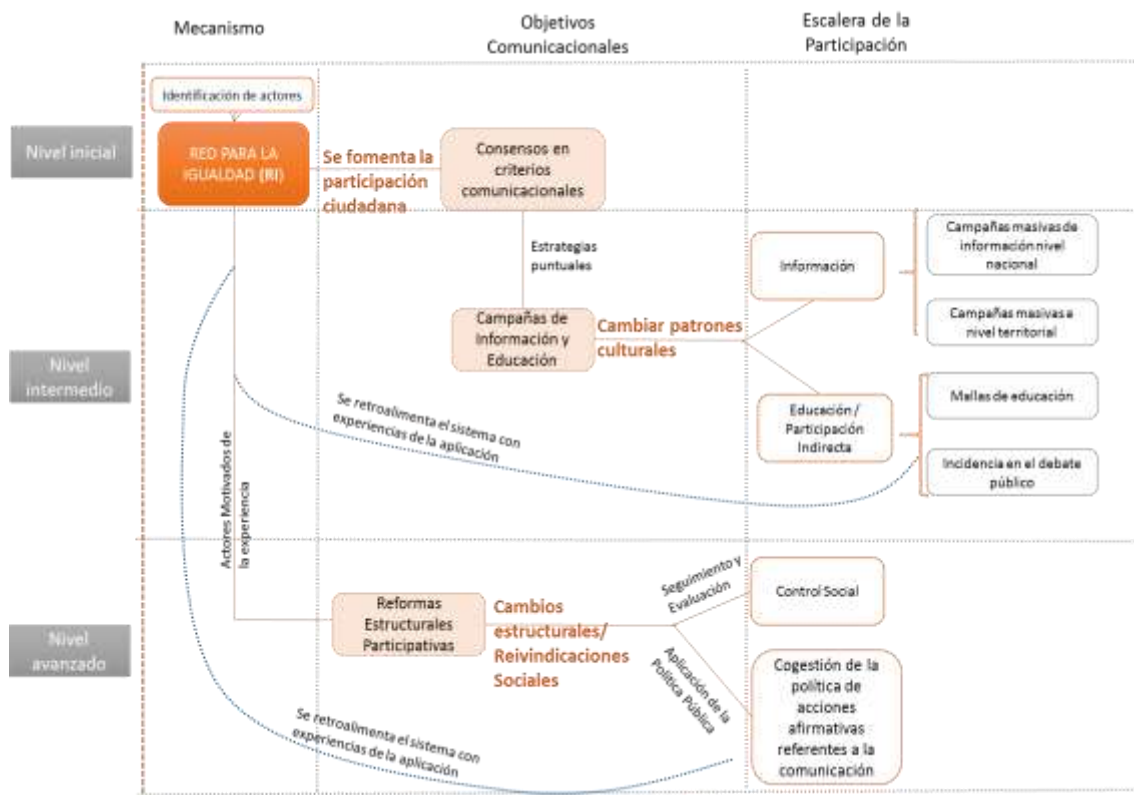 Mecanismo
Objetivos
Comunicacionales
Escalera de la
Participación
Nivel inicial
Identificación de actores
RED PARA LA
IGUALDAD (RI)
Se fomenta la
participación
ciudadana
Consensos en
criterios
comunicacionales
Nivel
intermedio
Estrategias
puntuales
Campañas de
Información y
Educación
Cambiar patrones
culturales
Información
Campañas masivas de
información nivel
nacional
Campañas masivas a
nivel territorial
Educación /
Participación
Indirecta
Mallas de educación
Incidencia en el debate
público
Se retroalimenta el sistema con
experiencias de la aplicación
Actores Motivados de
la experiencia
Nivel
avanzado
Reformas
Estructurales
Participativas
Cambios
estructurales/
Reivindicaciones
Sociales
Seguimiento y
Evaluación
Control Social
Aplicación de la
Política Pública
Cogestión de la
política de
acciones
afirmativas
referentes a la
comunicación
Se retroalimenta el sistema con
experiencias de la aplicación